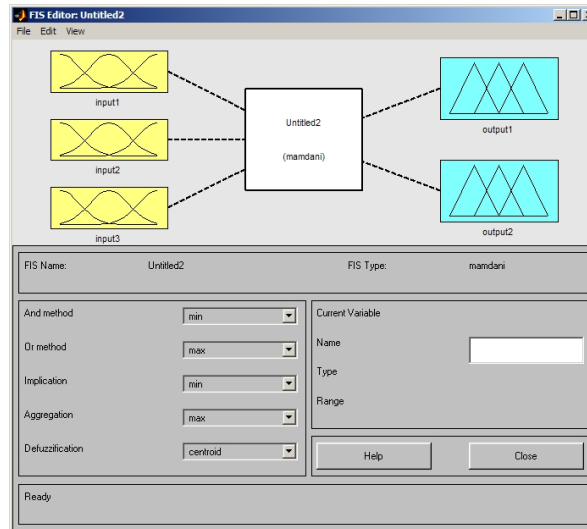 FIS Editor: Untitled2
File Edit View
input1
input2
input3
Untitled2
(mamdani)
output1
output2
FIS Name: Untitled2 FIS Type: mamdani
And method min
Or method max
Implication min
Aggregation max
Defuzzification centroid
Current Variable
Name
Type
Range
Help Close
Ready